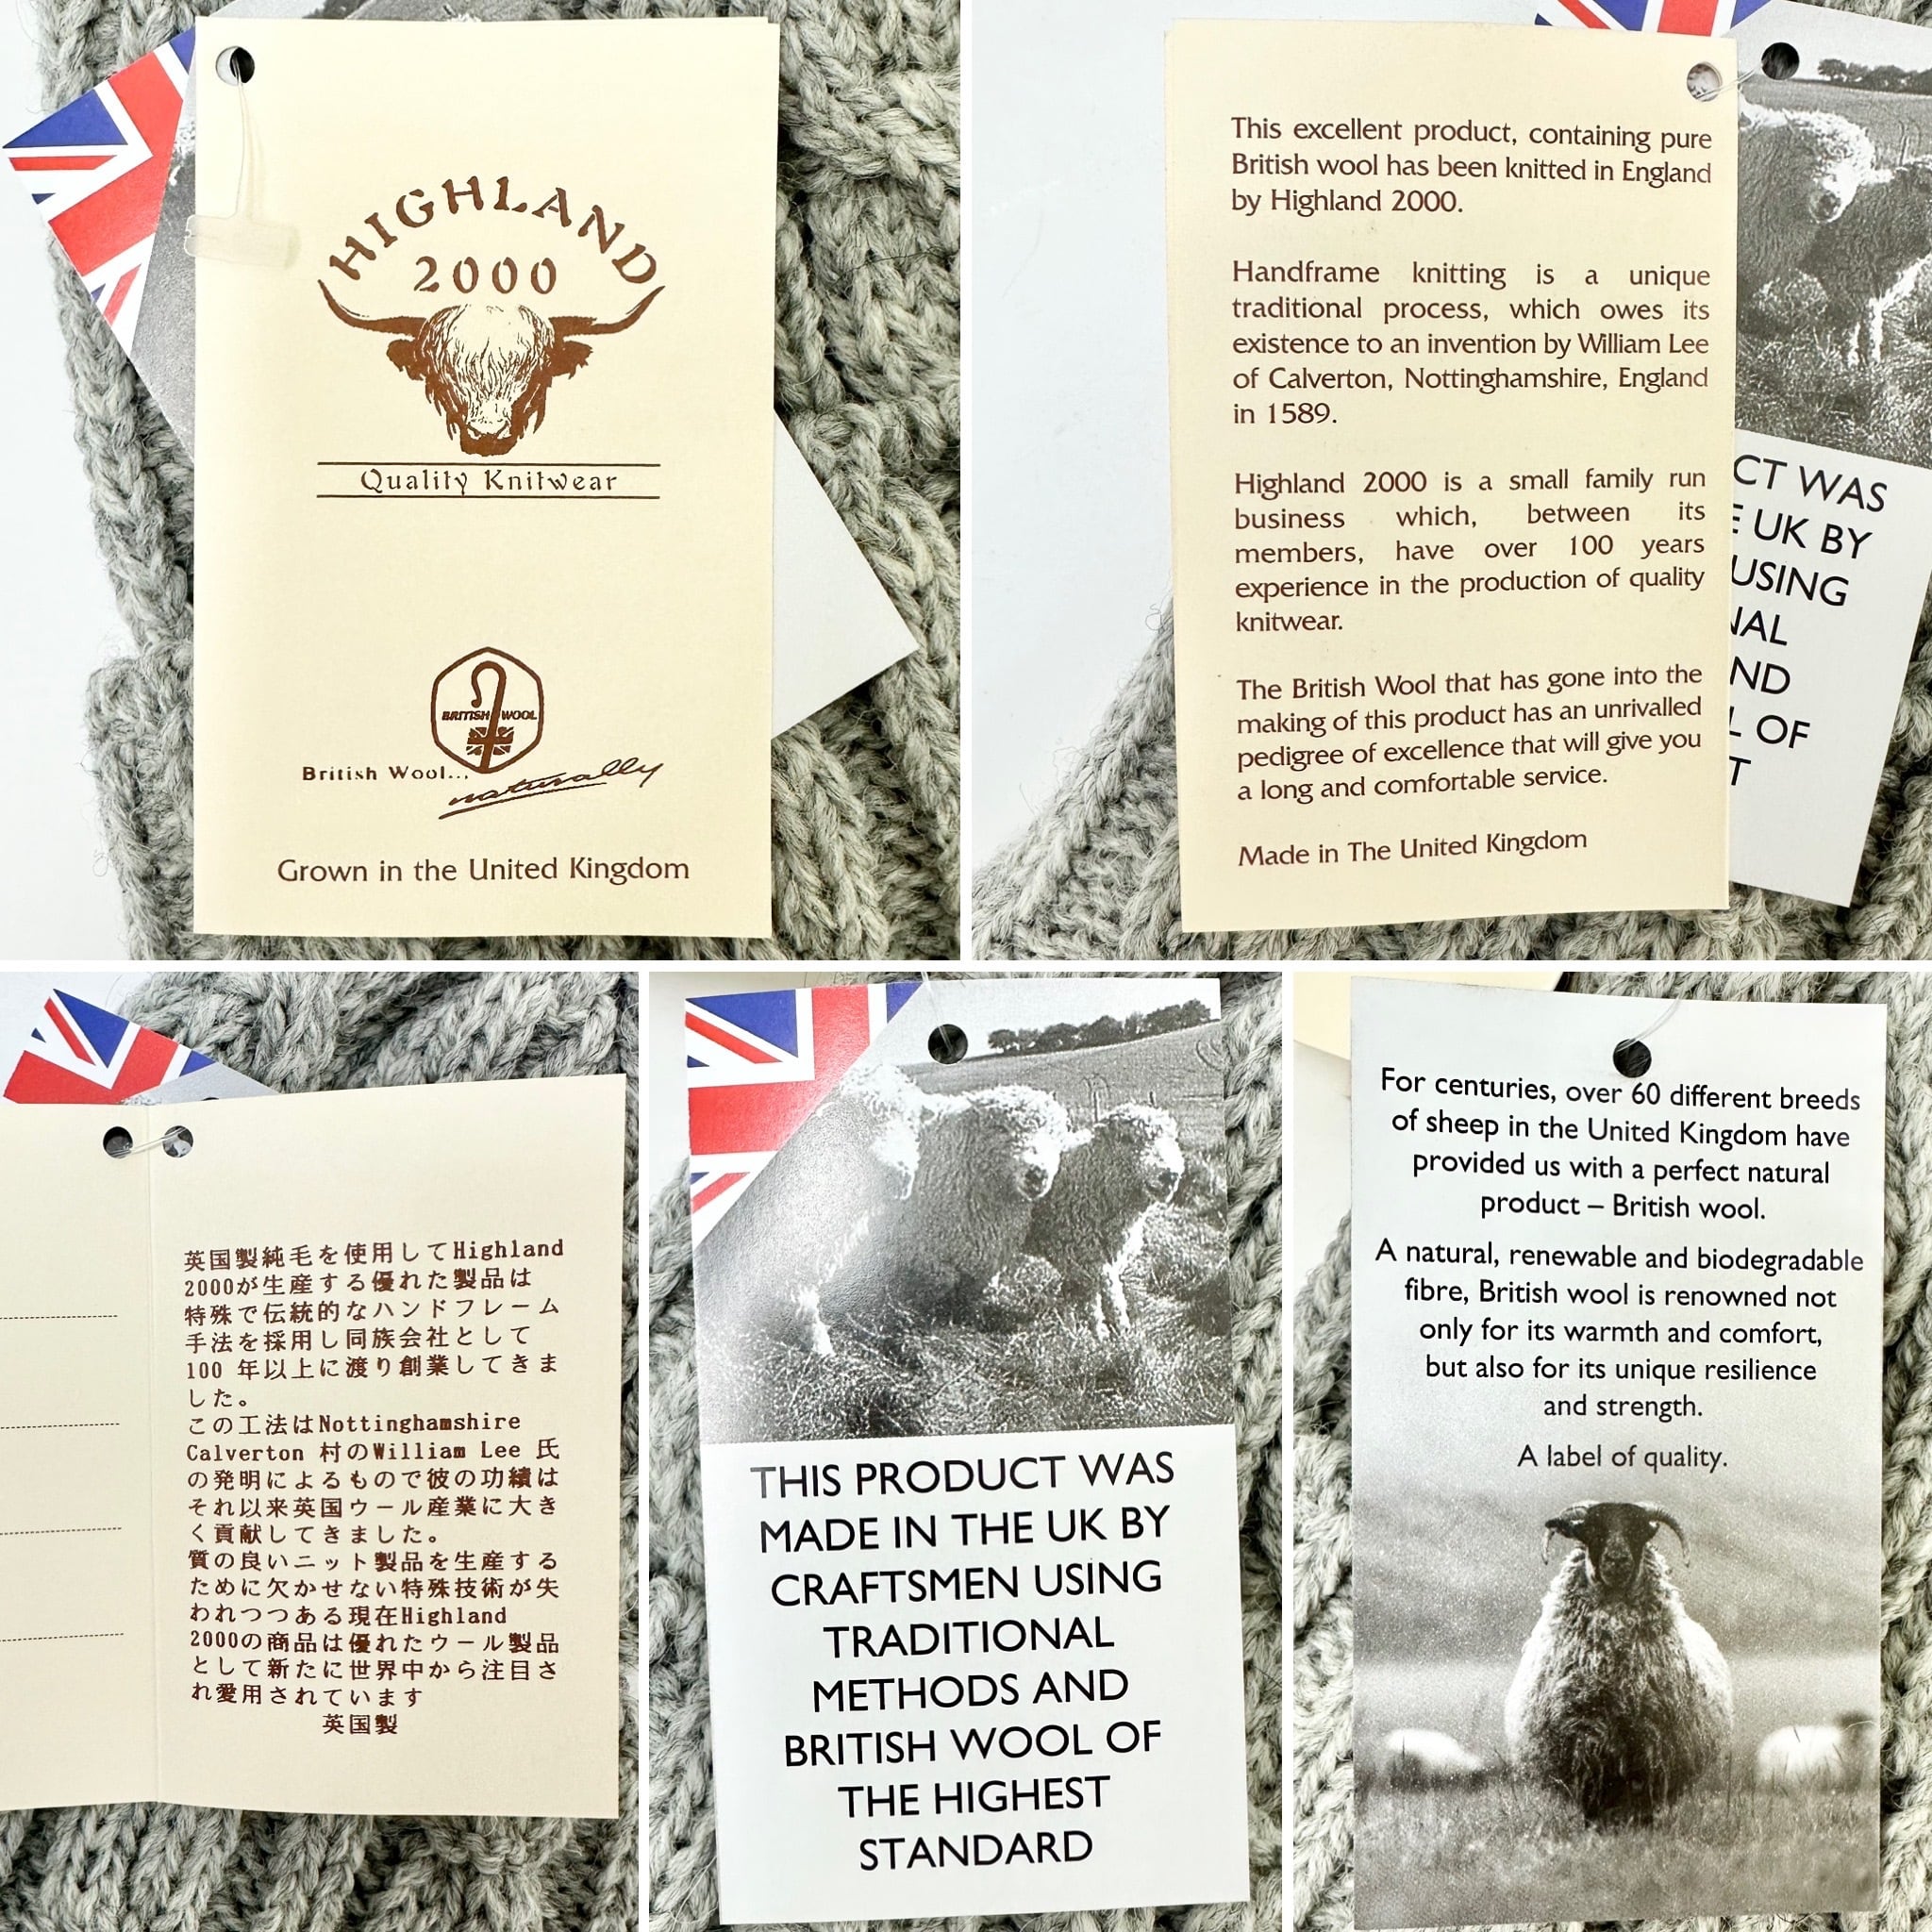 HIGHLAND
2000
Quality Knitwear
BRITISH WOOL
British Wool...
naturally
Grown in the United Kingdom
This excellent product, containing pure
British wool has been knitted in England
by Highland 2000.
Handframe knitting is a unique
traditional process, which owes its
existence to an invention by William Lee
of Calverton, Nottinghamshire, England
in 1589.
Highland 2000 is a small family run
business which, between its
members, have over 100 years
experience in the production of quality
knitwear.
The British Wool that has gone into the
making of this product has an unrivalled
pedigree of excellence that will give you
a long and comfortable service.
Made in The United Kingdom
CT WAS
E UK BY
USING
NAL
ND
L OF
T
英国製純毛を使用してHighland
2000が生産する優れた製品は
特殊で伝統的なハンドフレーム
手法を採用し同族会社として
100 年以上に渡り創業してきま
した。
この工法はNottinghamshire
Calverton 村のWilliam Lee 氏
の発明によるもので彼の功績は
それ以来英国ウール産業に大き
く貢献してきました。
質の良いニット製品を生産する
ために欠かせない特殊技術が失
われつつある現在Highland
2000の商品は優れたウール製品
として新たに世界中から注目さ
れ愛用されています
英国製
THIS PRODUCT WAS
MADE IN THE UK BY
CRAFTSMEN USING
TRADITIONAL
METHODS AND
BRITISH WOOL OF
THE HIGHEST
STANDARD
For centuries, over 60 different breeds
of sheep in the United Kingdom have
provided us with a perfect natural
product – British wool.
A natural, renewable and biodegradable
fibre, British wool is renowned not
only for its warmth and comfort,
but also for its unique resilience
and strength.
A label of quality.